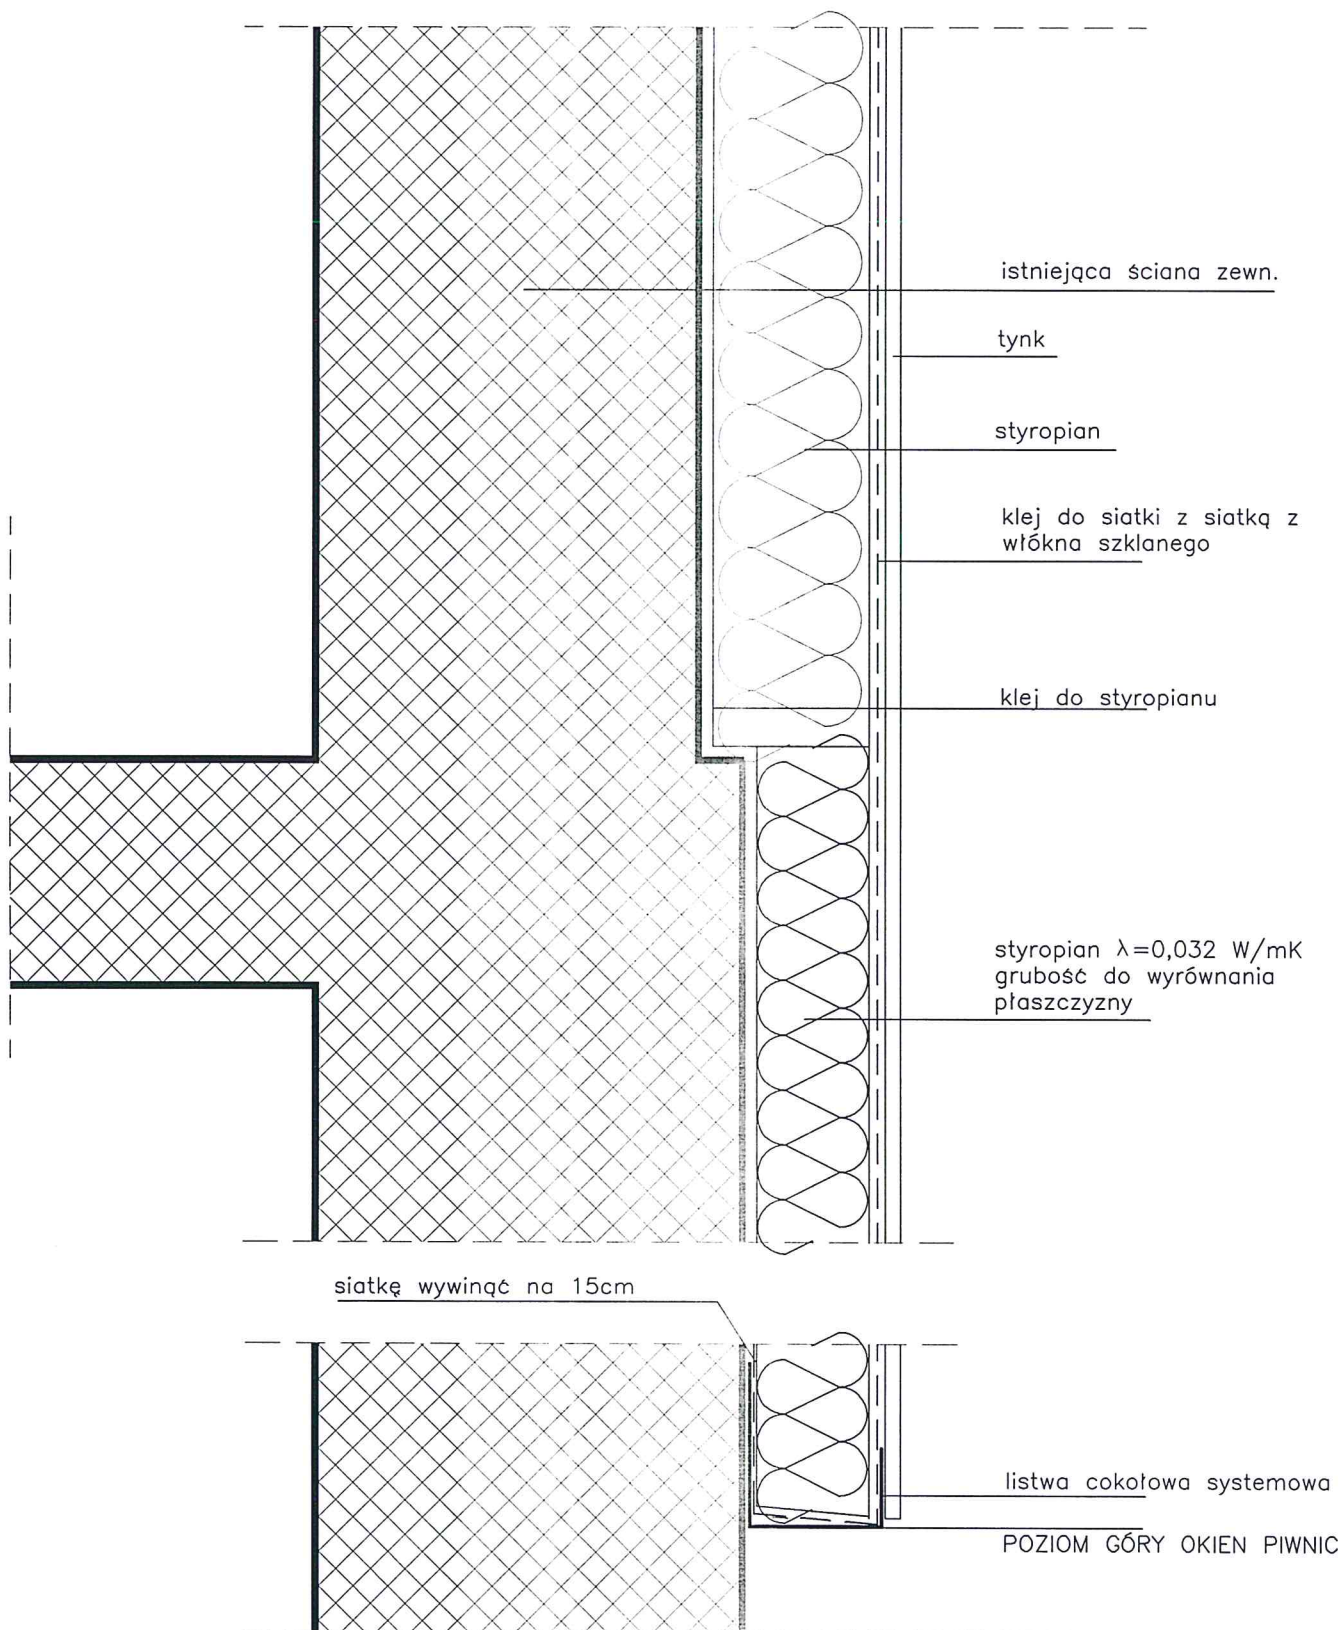 istniejąca ściana zewn.
tynk
styropian
klej do siatki z siatką z
włókna szklanego
klej do styropianu
styropian λ=0,032 W/mK
grubość do wyrównania
płaszczyzny
siatkę wywinąć na 15cm
listwa cokołowa systemowa
POZIOM GÓRY OKIEN PIWNIC